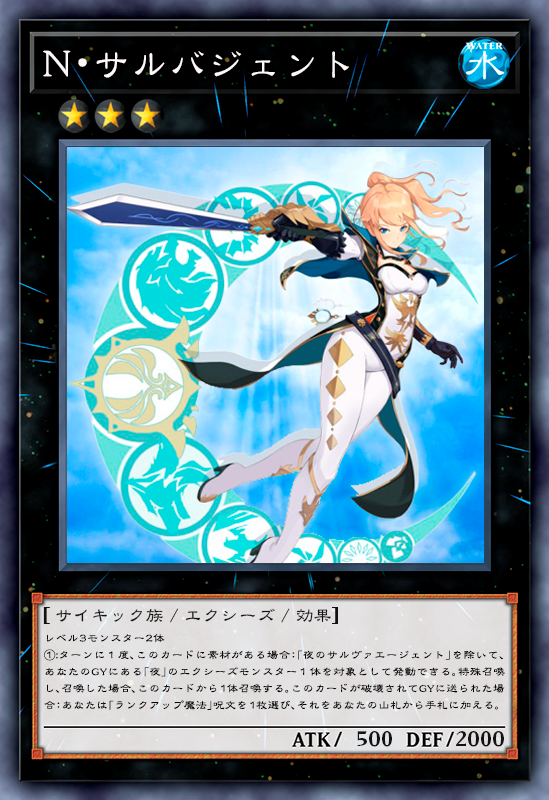 N・サルバジェント
WATER
水
[サイキック族/エクシーズ/効果]
レベル3モンスター2体
①:ターンに1度、このカードに素材がある場合:「夜のサルヴァエージェント」を除いて、
あなたのGYにある「夜」のエクシーズモンスター1体を対象として発動できる。特殊召喚
し、召喚した場合、このカードから1体召喚する。このカードが破壊されてGYに送られた場
合:あなたは「ランクアップ魔法」呪文を1枚選び、それをあなたの山札から手札に加える。
ATK/ 500 DEF/2000